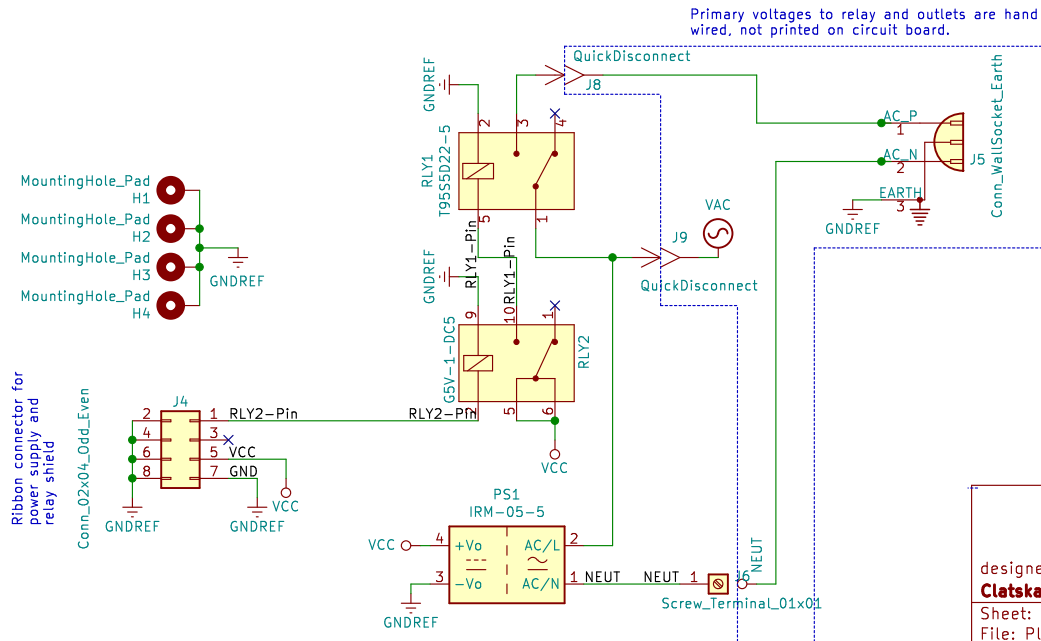 Primary voltages to relay and outlets are hand
wired, not printed on circuit board.
QuickDisconnect
J8
GNDREF
2
3
4
RLY1
T95S5D22-5
5
1
Conn_WallSocket_Earth
AC_P
1
J5
AC_N
2
EARTH
3
GNDREF
VAC
J9
QuickDisconnect
MountingHole_Pad
H1
MountingHole_Pad
H2
MountingHole_Pad
H3
MountingHole_Pad
H4
GNDREF
RLY1-Pin
RLY1-Pin
GNDREF
9
10
1
G5V-1-DC5
RLY2
5
6
VCC
Ribbon connector for
power supply and
relay shield
Conn_02x04_Odd_Even
J4
2
1
RLY2-Pin
RLY2-Pin
4
3
6
5
VCC
8
7
GND
GNDREF
GNDREF
VCC
PS1
IRM-05-5
VCC
4
+Vo
AC/L
2
3
-Vo
AC/N
1
NEUT
NEUT
1
J6
NEUT
Screw_Terminal_01x01
GNDREF
designe
Clatska
Sheet:
File: Pl